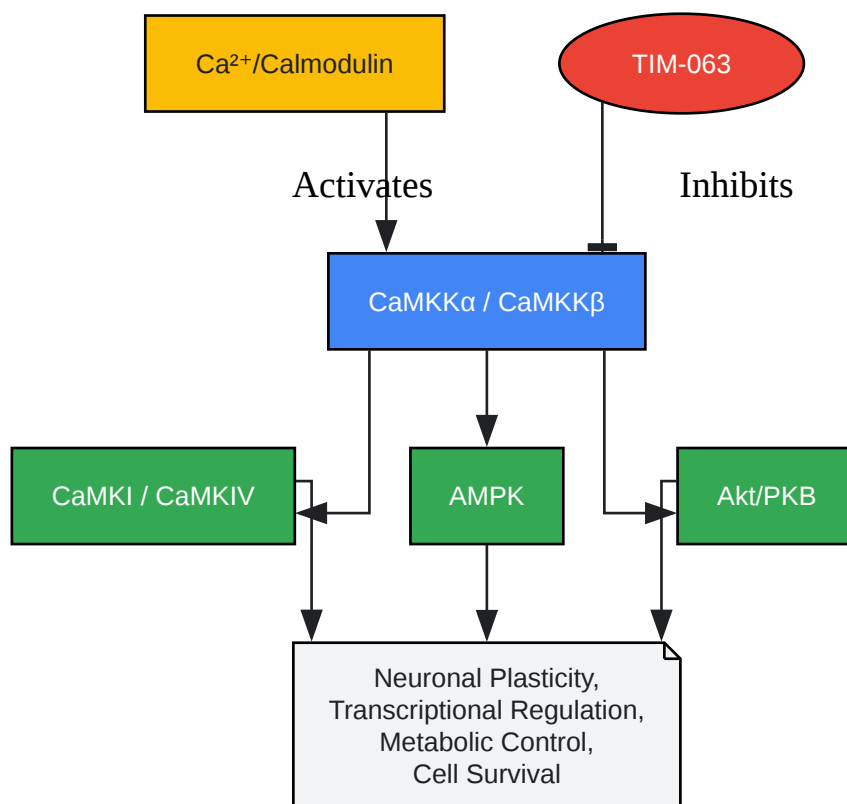 Ca²⁺/Calmodulin
TIM-063
Activates
Inhibits
CaMKKα / CaMKKβ
CaMKI / CaMKIV
AMPK
Akt/PKB
Neuronal Plasticity,
Transcriptional Regulation,
Metabolic Control,
Cell Survival